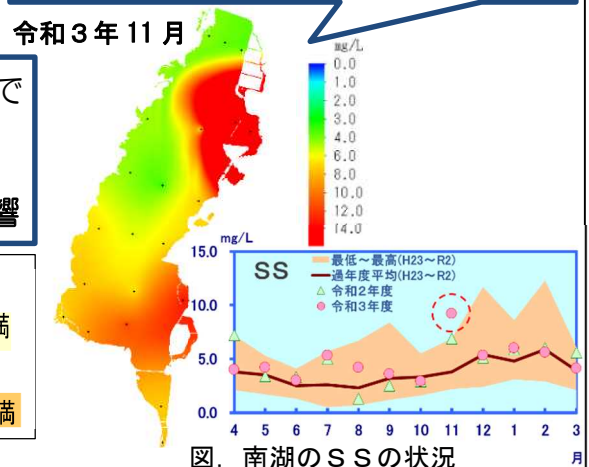 令和3年11月
で
響
満
満
mg/L
0.0
1.0
2.0
3.0
4.0
6.0
8.0
10.0
12.0
14.0
mg/L
15.0
10.0
5.0
0.0
SS
最低～最高(H23～R2)
過年度平均(H23～R2)
令和2年度
令和3年度
4 5 6 7 8 9 10 11 12 1 2 3
月
図. 南湖のSSの状況